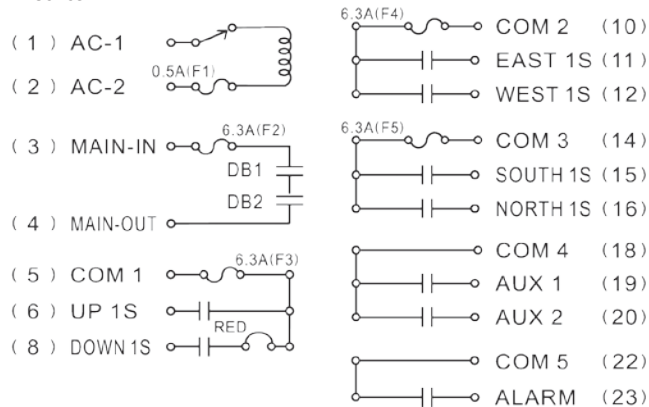 ( 1 ) AC-1
0.5A(F1)
( 2 ) AC-2
6.3A(F2)
( 3 ) MAIN-IN
DB1
DB2
( 4 ) MAIN-OUT
6.3A(F3)
( 5 ) COM 1
( 6 ) UP 1S
RED
( 8 ) DOWN 1S
6.3A(F4)
COM 2 (10)
EAST 1S (11)
WEST 1S (12)
6.3A(F5)
COM 3 (14)
SOUTH 1S (15)
NORTH 1S (16)
COM 4 (18)
AUX 1 (19)
AUX 2 (20)
COM 5 (22)
ALARM (23)